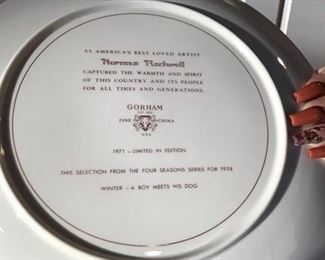 AS AMERICA'S BEST LOVED ARTIST
Norman Rockwell
CAPTURED THE WARMTH AND SPIRIT
OF THIS COUNTRY AND ITS PEOPLE
FOR ALL TIMES AND GENERATIONS.
GORHAM
FINE CHINA
USA
1971 – LIMITED IN EDITION
THIS SELECTION FROM THE FOUR SEASONS SERIES FOR 1958
WINTER – A BOY MEETS HIS DOG